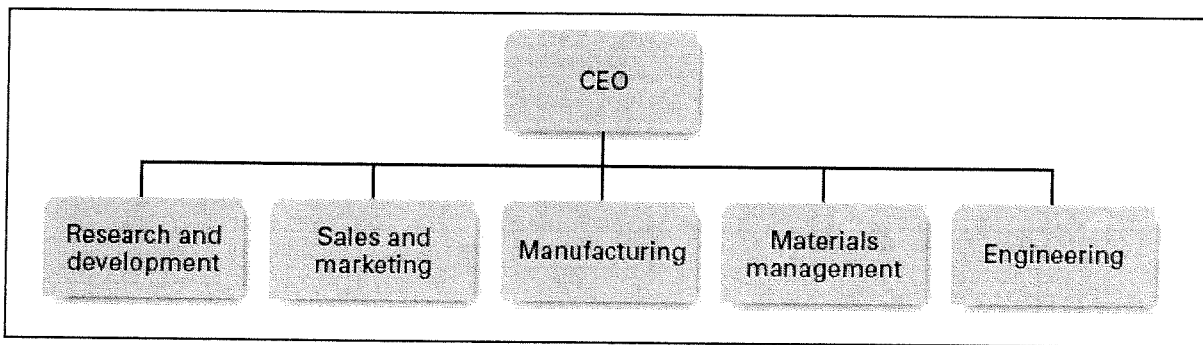 CEO
Research and
development
Sales and
marketing
Manufacturing
Materials
management
Engineering